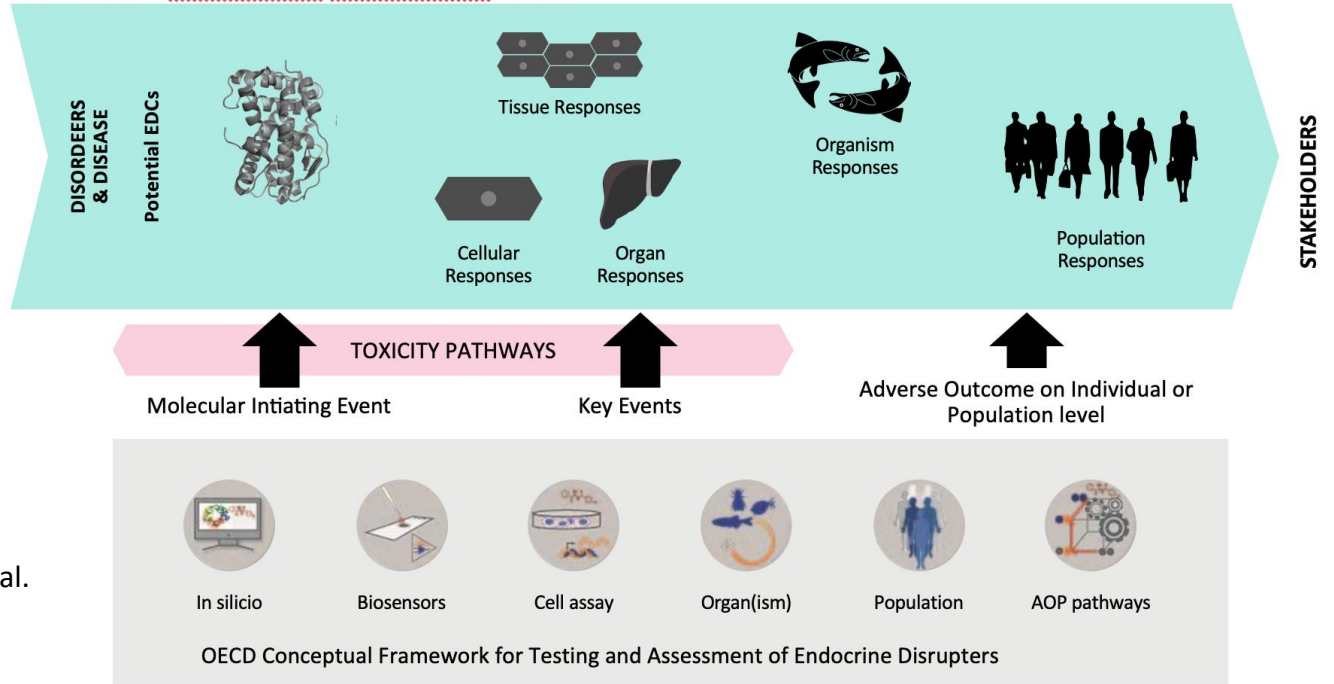 DISORDEERS
& DISEASE
Potential EDCs
Tissue Responses
Cellular
Responses
Organ
Responses
Organism
Responses
Population
Responses
STAKEHOLDERS
TOXICITY PATHWAYS
Molecular Intiating Event
Key Events
Adverse Outcome on Individual or
Population level
al.
In silicio
Biosensors
Cell assay
Organ(ism)
Population
AOP pathways
OECD Conceptual Framework for Testing and Assessment of Endocrine Disrupters